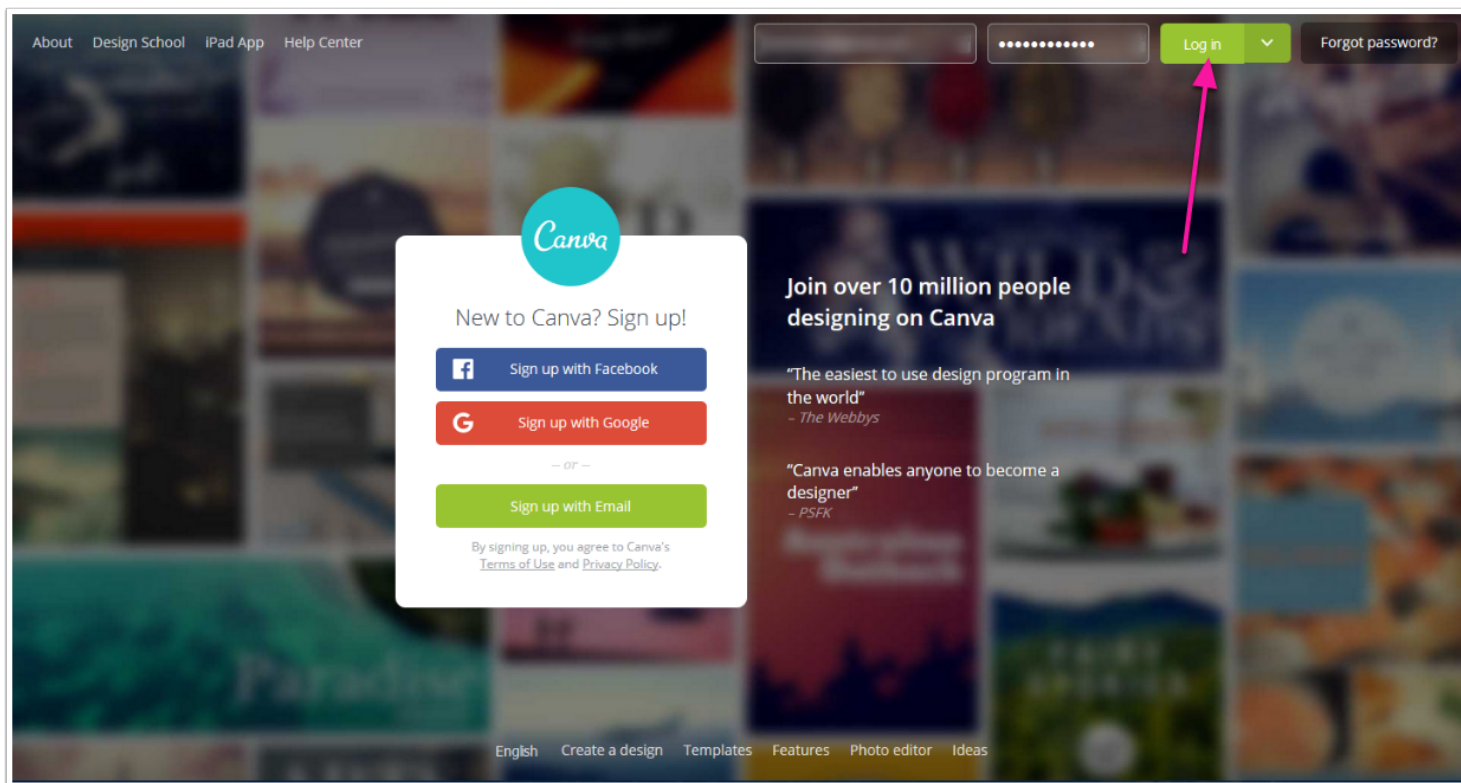 About Design School iPad App Help Center
•••••••••••• Log in Forgot password?
Canva
New to Canva? Sign up!
Sign up with Facebook
Sign up with Google
– or –
Sign up with Email
By signing up, you agree to Canva's
Terms of Use and Privacy Policy.
Join over 10 million people
designing on Canva
“The easiest to use design program in
the world”
– The Webbys
“Canva enables anyone to become a
designer”
– PSFK
Paradise
English Create a design Templates Features Photo editor Ideas